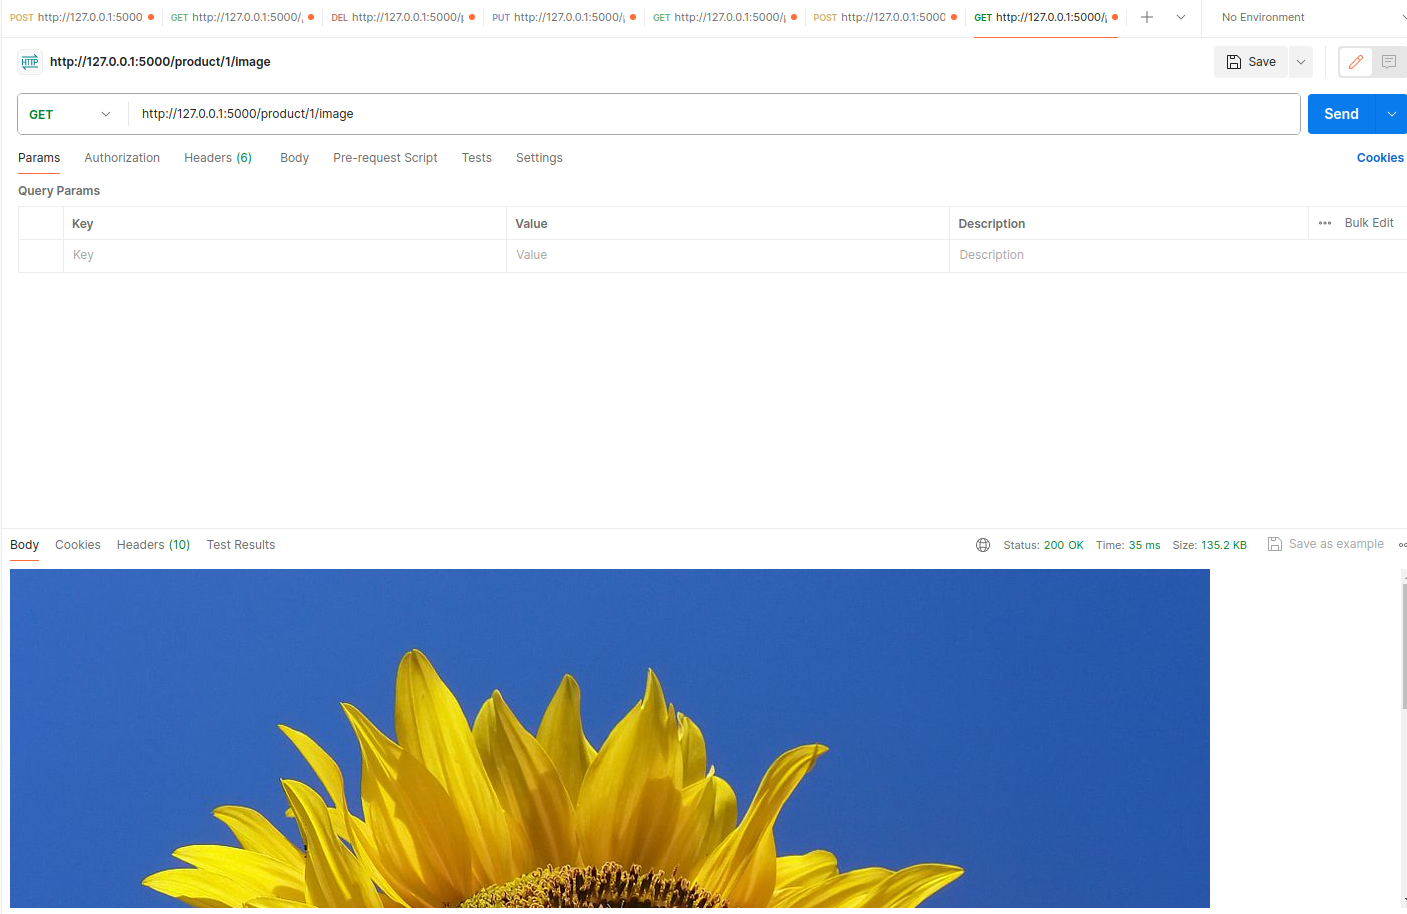 POST http://127.0.0.1:5000 GET http://127.0.0.1:5000/ DEL http://127.0.0.1:5000/ PUT http://127.0.0.1:5000/ GET http://127.0.0.1:5000/ POST http://127.0.0.1:5000 GET http://127.0.0.1:5000/ No Environment
HTTP http://127.0.0.1:5000/product/1/image Save
GET http://127.0.0.1:5000/product/1/image Send
Params Authorization Headers (6) Body Pre-request Script Tests Settings Cookies
Query Params
Key Value Description Bulk Edit
Key Value Description
Body Cookies Headers (10) Test Results Status: 200 OK Time: 35 ms Size: 135.2 KB Save as example